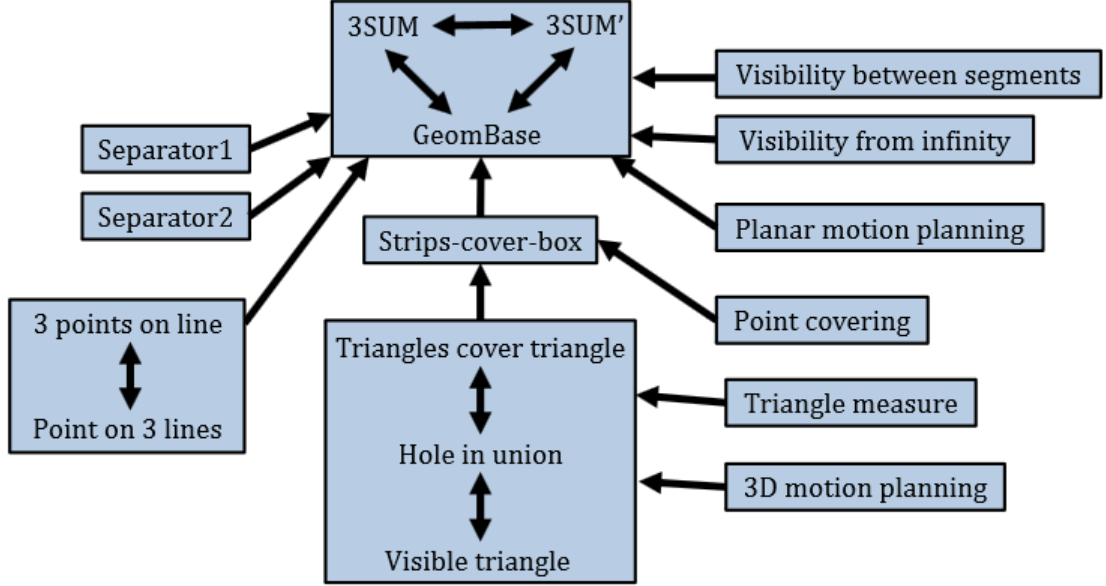 3SUM
3SUM’
GeomBase
Visibility between segments
Separator1
Visibility from infinity
Separator2
Strips-cover-box
Planar motion planning
3 points on line
Point on 3 lines
Point covering
Triangles cover triangle
Hole in union
Visible triangle
Triangle measure
3D motion planning